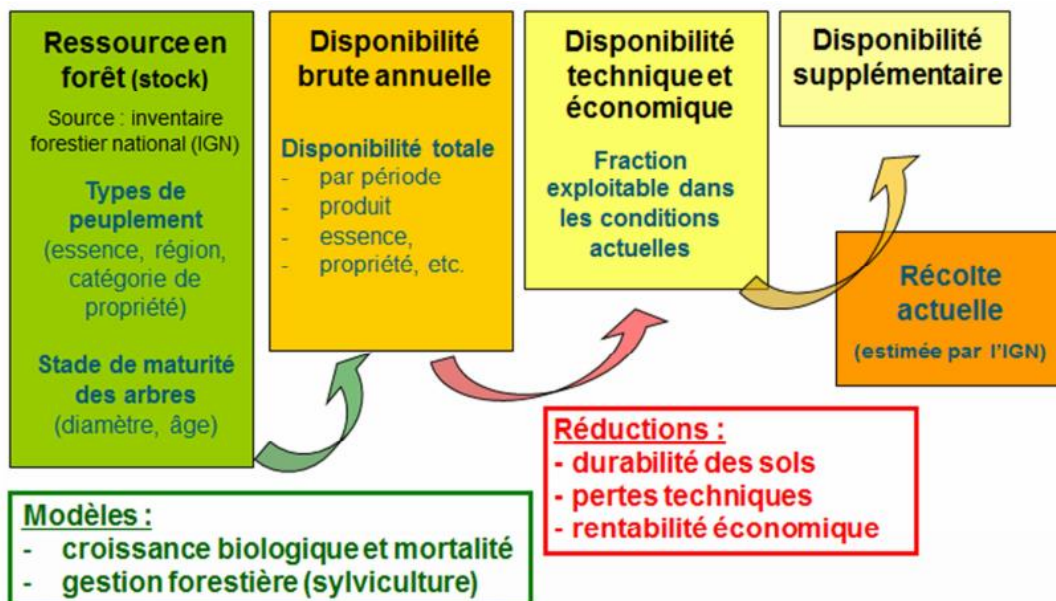 Ressource en
forêt (stock)
Source : inventaire
forestier national (IGN)
Types de
peuplement
(essence, région,
catégorie de
propriété)
Stade de maturité
des arbres
(diamètre, âge)
Disponibilité
brute annuelle
Disponibilité totale
- par période
- produit
- essence,
- propriété, etc.
Disponibilité
technique et
économique
Fraction
exploitable dans
les conditions
actuelles
Disponibilité
supplémentaire
Récolte
actuelle
(estimée par l'IGN)
Modèles :
- croissance biologique et mortalité
- gestion forestière (sylviculture)
Réductions :
- durabilité des sols
- pertes techniques
- rentabilité économique